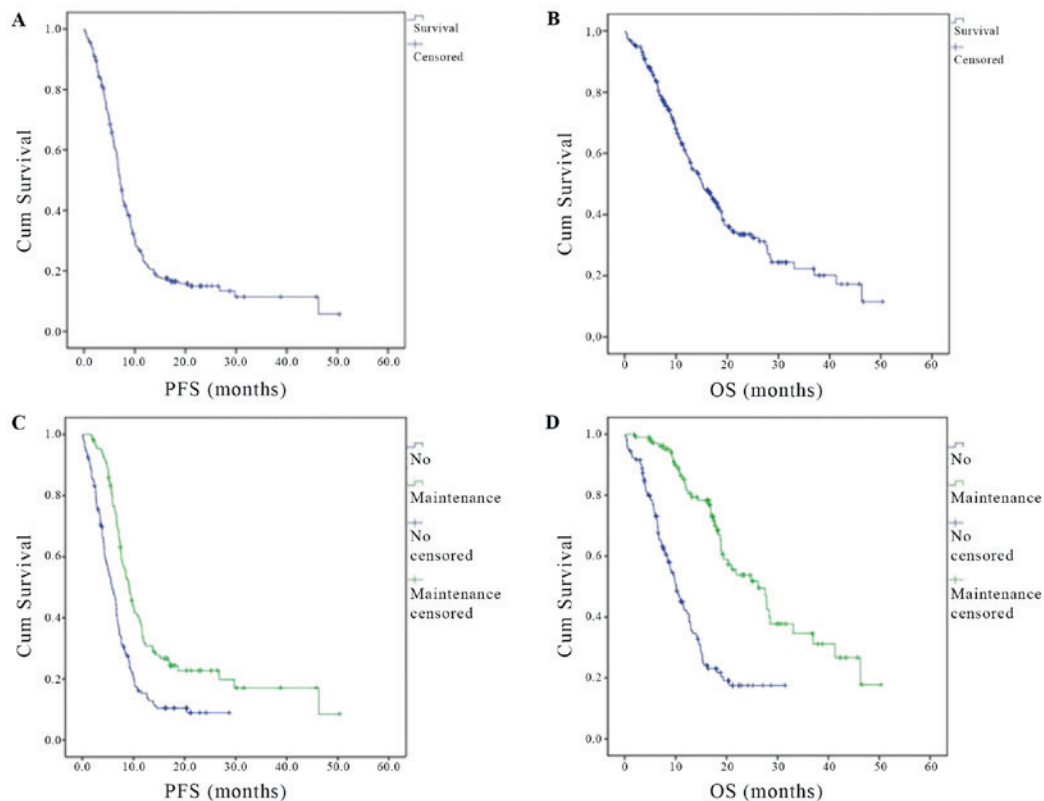 A
Survival
Censored
Cum Survival
1.0
0.8
0.6
0.4
0.2
0.0
0.0 10.0 20.0 30.0 40.0 50.0 60.0
PFS (months)
B
Survival
Censored
Cum Survival
1.0
0.8
0.6
0.4
0.2
0.0
0 10 20 30 40 50 60
OS (months)
C
No
Maintenance
No
censored
Maintenance
censored
Cum Survival
1.0
0.8
0.6
0.4
0.2
0.0
0.0 10.0 20.0 30.0 40.0 50.0 60.0
PFS (months)
D
No
Maintenance
No
censored
Maintenance
censored
Cum Survival
1.0
0.8
0.6
0.4
0.2
0.0
0 10 20 30 40 50 60
OS (months)